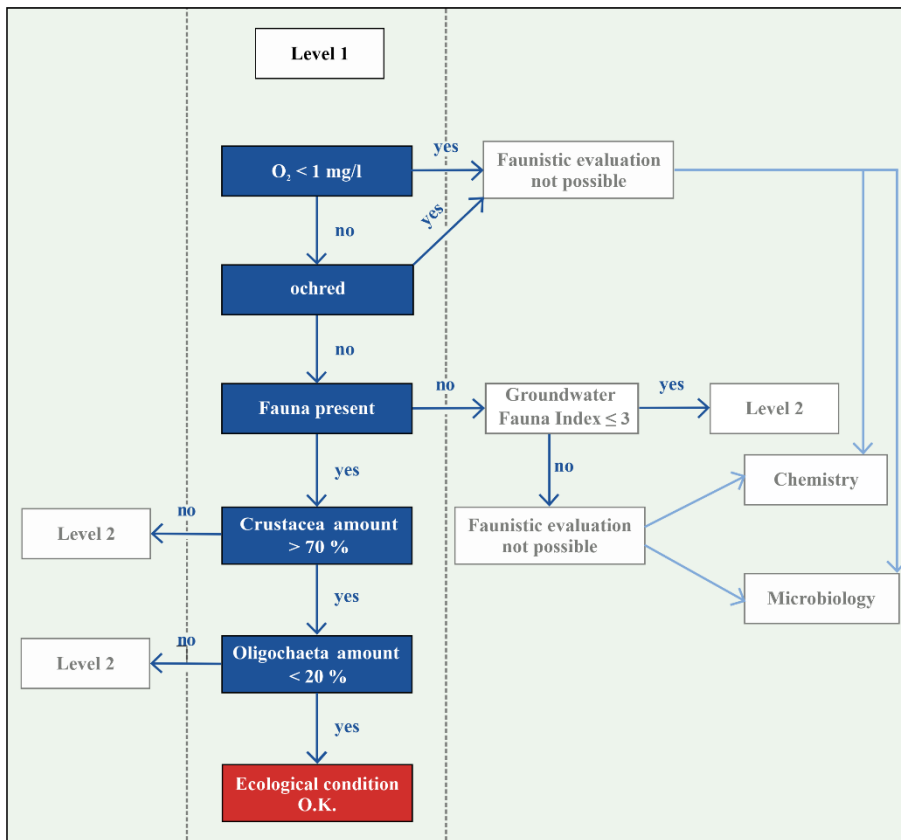 Level 1
O₂ < 1 mg/l
yes
Faunistic evaluation
not possible
no
yes
ochred
no
Fauna present
no
Groundwater
Fauna Index ≤ 3
yes
Level 2
yes
no
Chemistry
Level 2
no
Crustacea amount
> 70 %
Faunistic evaluation
not possible
yes
Microbiology
Level 2
no
Oligochaeta amount
< 20 %
yes
Ecological condition
O.K.